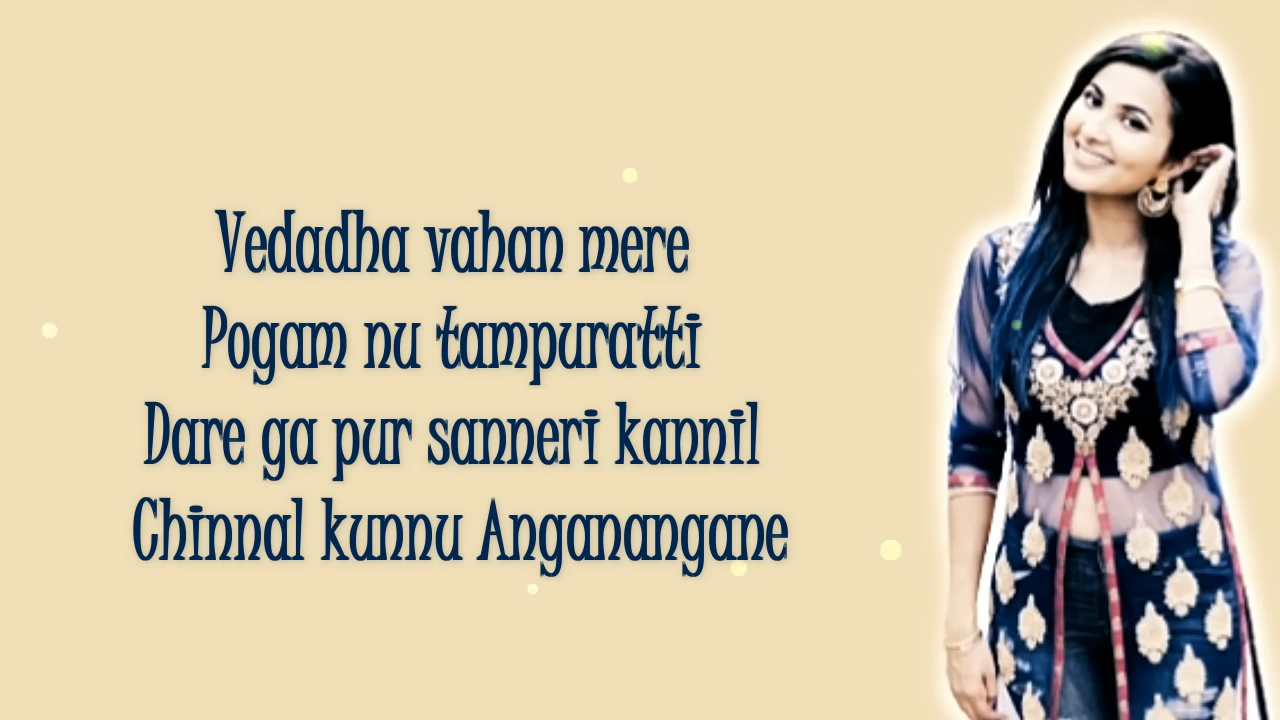 Vedadha vahan mere
Pogam nu tampuratti
Dare ga pur sanneri kannil
Chinnal kunnu Anganangane